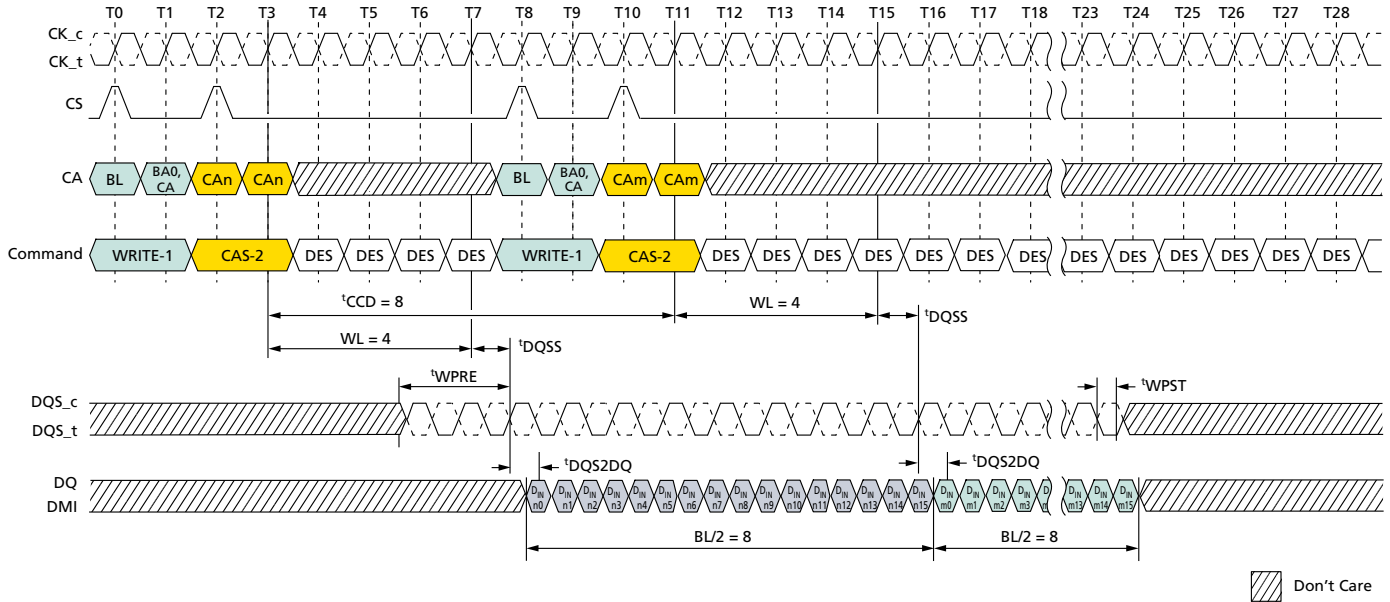 T0 T1 T2 T3 T4 T5 T6 T7 T8 T9 T10 T11 T12 T13 T14 T15 T16 T17 T18 T23 T24 T25 T26 T27 T28
CK_c
CK_t
CS
CA BL BA0, CA CAn CAn BL BA0, CA CAm CAm
Command WRITE-1 CAS-2 DES DES DES DES WRITE-1 CAS-2 DES DES DES DES DES DES DES DES DES DES DES DES DES
tCCD = 8 WL = 4 tDQSS
WL = 4 tDQSS
tWPRE tWPST
DQS_c
DQS_t
tDQS2DQ tDQS2DQ
DQ
DMI
DIN n0 DIN n1 DIN n2 DIN n3 DIN n4 DIN n5 DIN n6 DIN n7 DIN n8 DIN n9 DIN n10 DIN n11 DIN n12 DIN n13 DIN n14 DIN n15 DIN m0 DIN m1 DIN m2 DIN m3 DIN m13 DIN m14 DIN m15
BL/2 = 8 BL/2 = 8
Don't Care